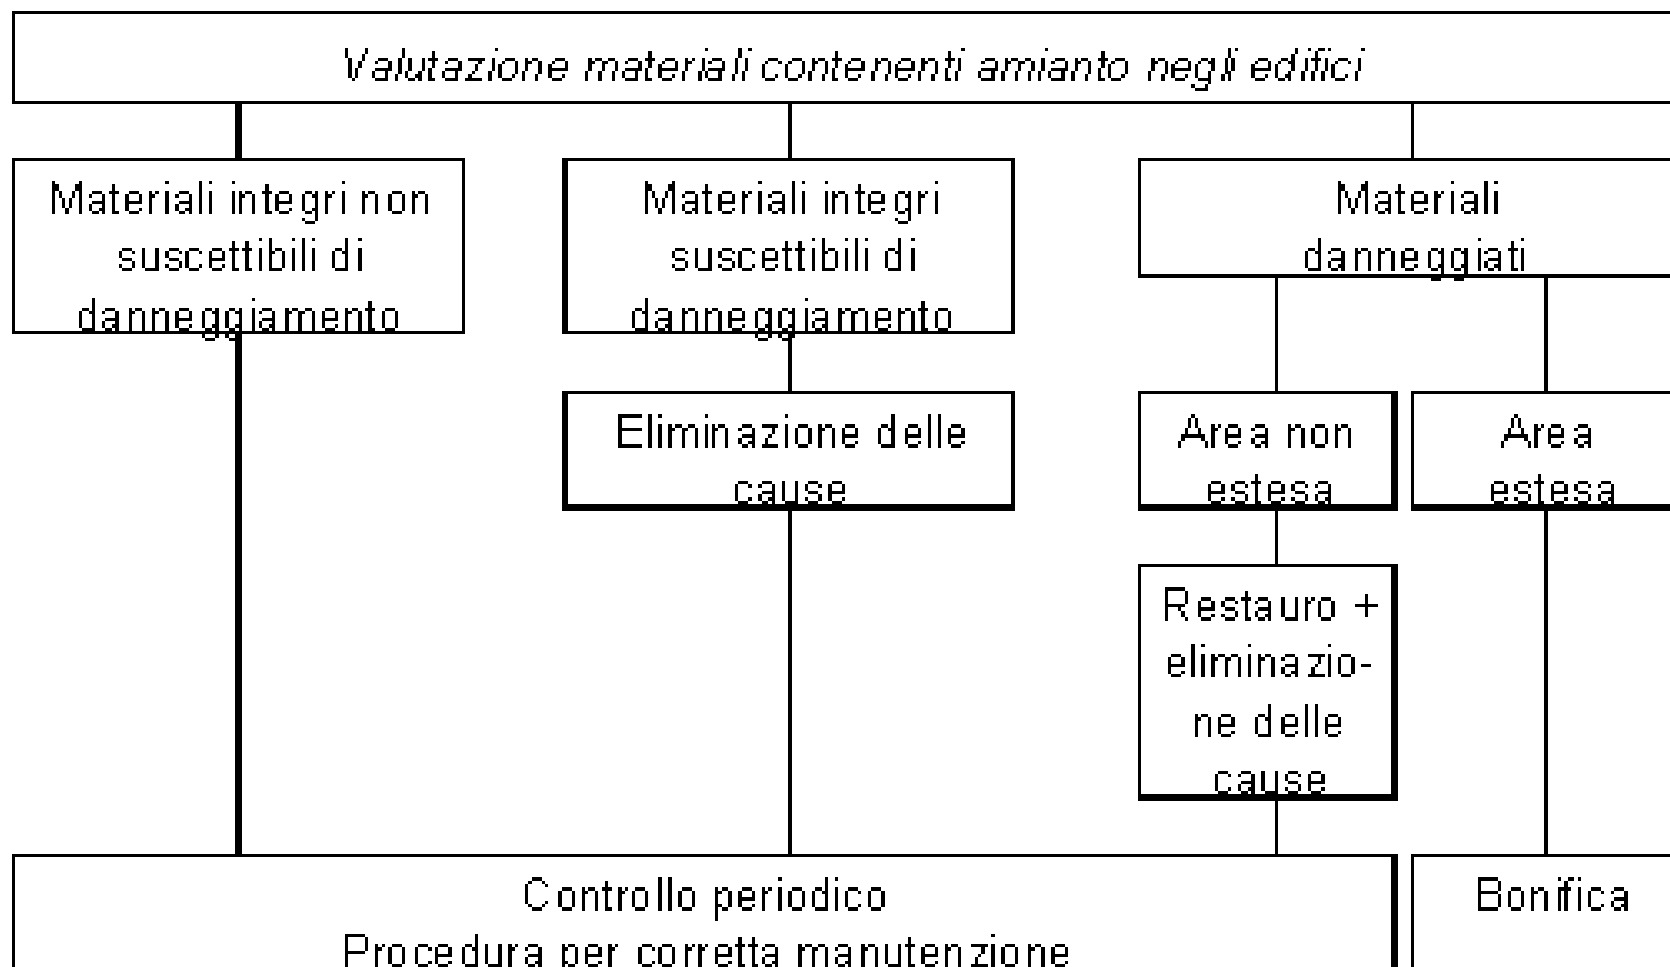 Valutazione materiali contenenti amianto negli edifici
Materiali integri non
suscettibili di
danneggiamento
Materiali integri
suscettibili di
danneggiamento
Materiali
danneggiati
Eliminazione delle
cause
Area non
estesa
Area
estesa
Restauro +
eliminazio-
ne delle
cause
Controllo periodico
Procedura per corretta manutenzione
Bonifica